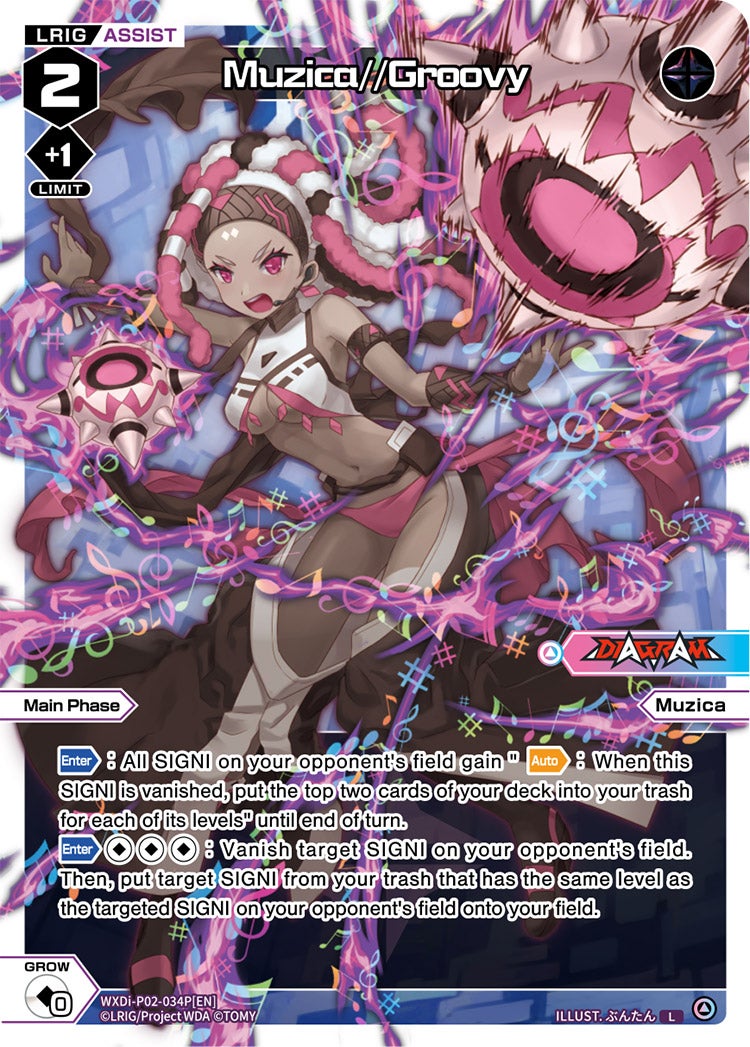 LRIG ASSIST
2
Muzica//Groovy
+1
LIMIT
DIAGRAM
Main Phase
Muzica
Enter : All SIGNI on your opponent's field gain " Auto : When this
SIGNI is vanished, put the top two cards of your deck into your trash
for each of its levels" until end of turn.
Enter : Vanish target SIGNI on your opponent's field.
Then, put target SIGNI from your trash that has the same level as
the targeted SIGNI on your opponent's field onto your field.
GROW
0
WXDi-P02-034P[EN]
©LRIG/Project WDA ©TOMY
ILLUST. ぶんたん L